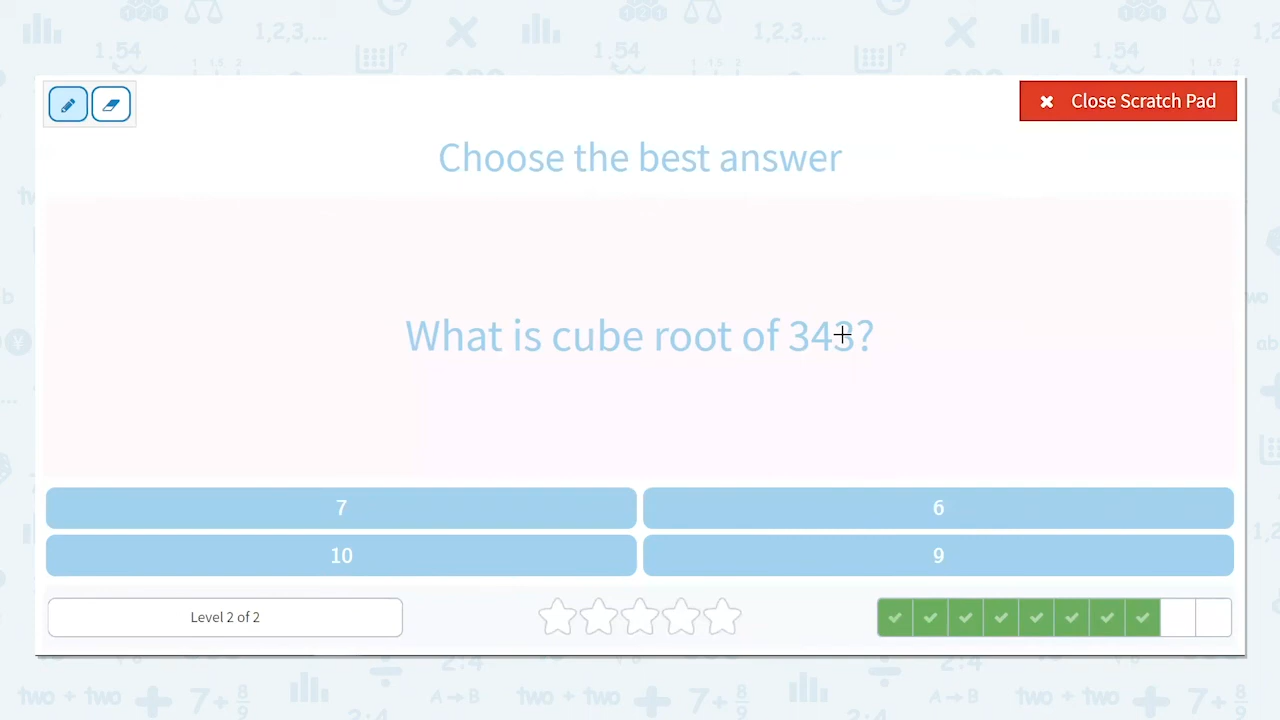 Close Scratch Pad
Choose the best answer
What is cube root of 343?
7
6
10
9
Level 2 of 2